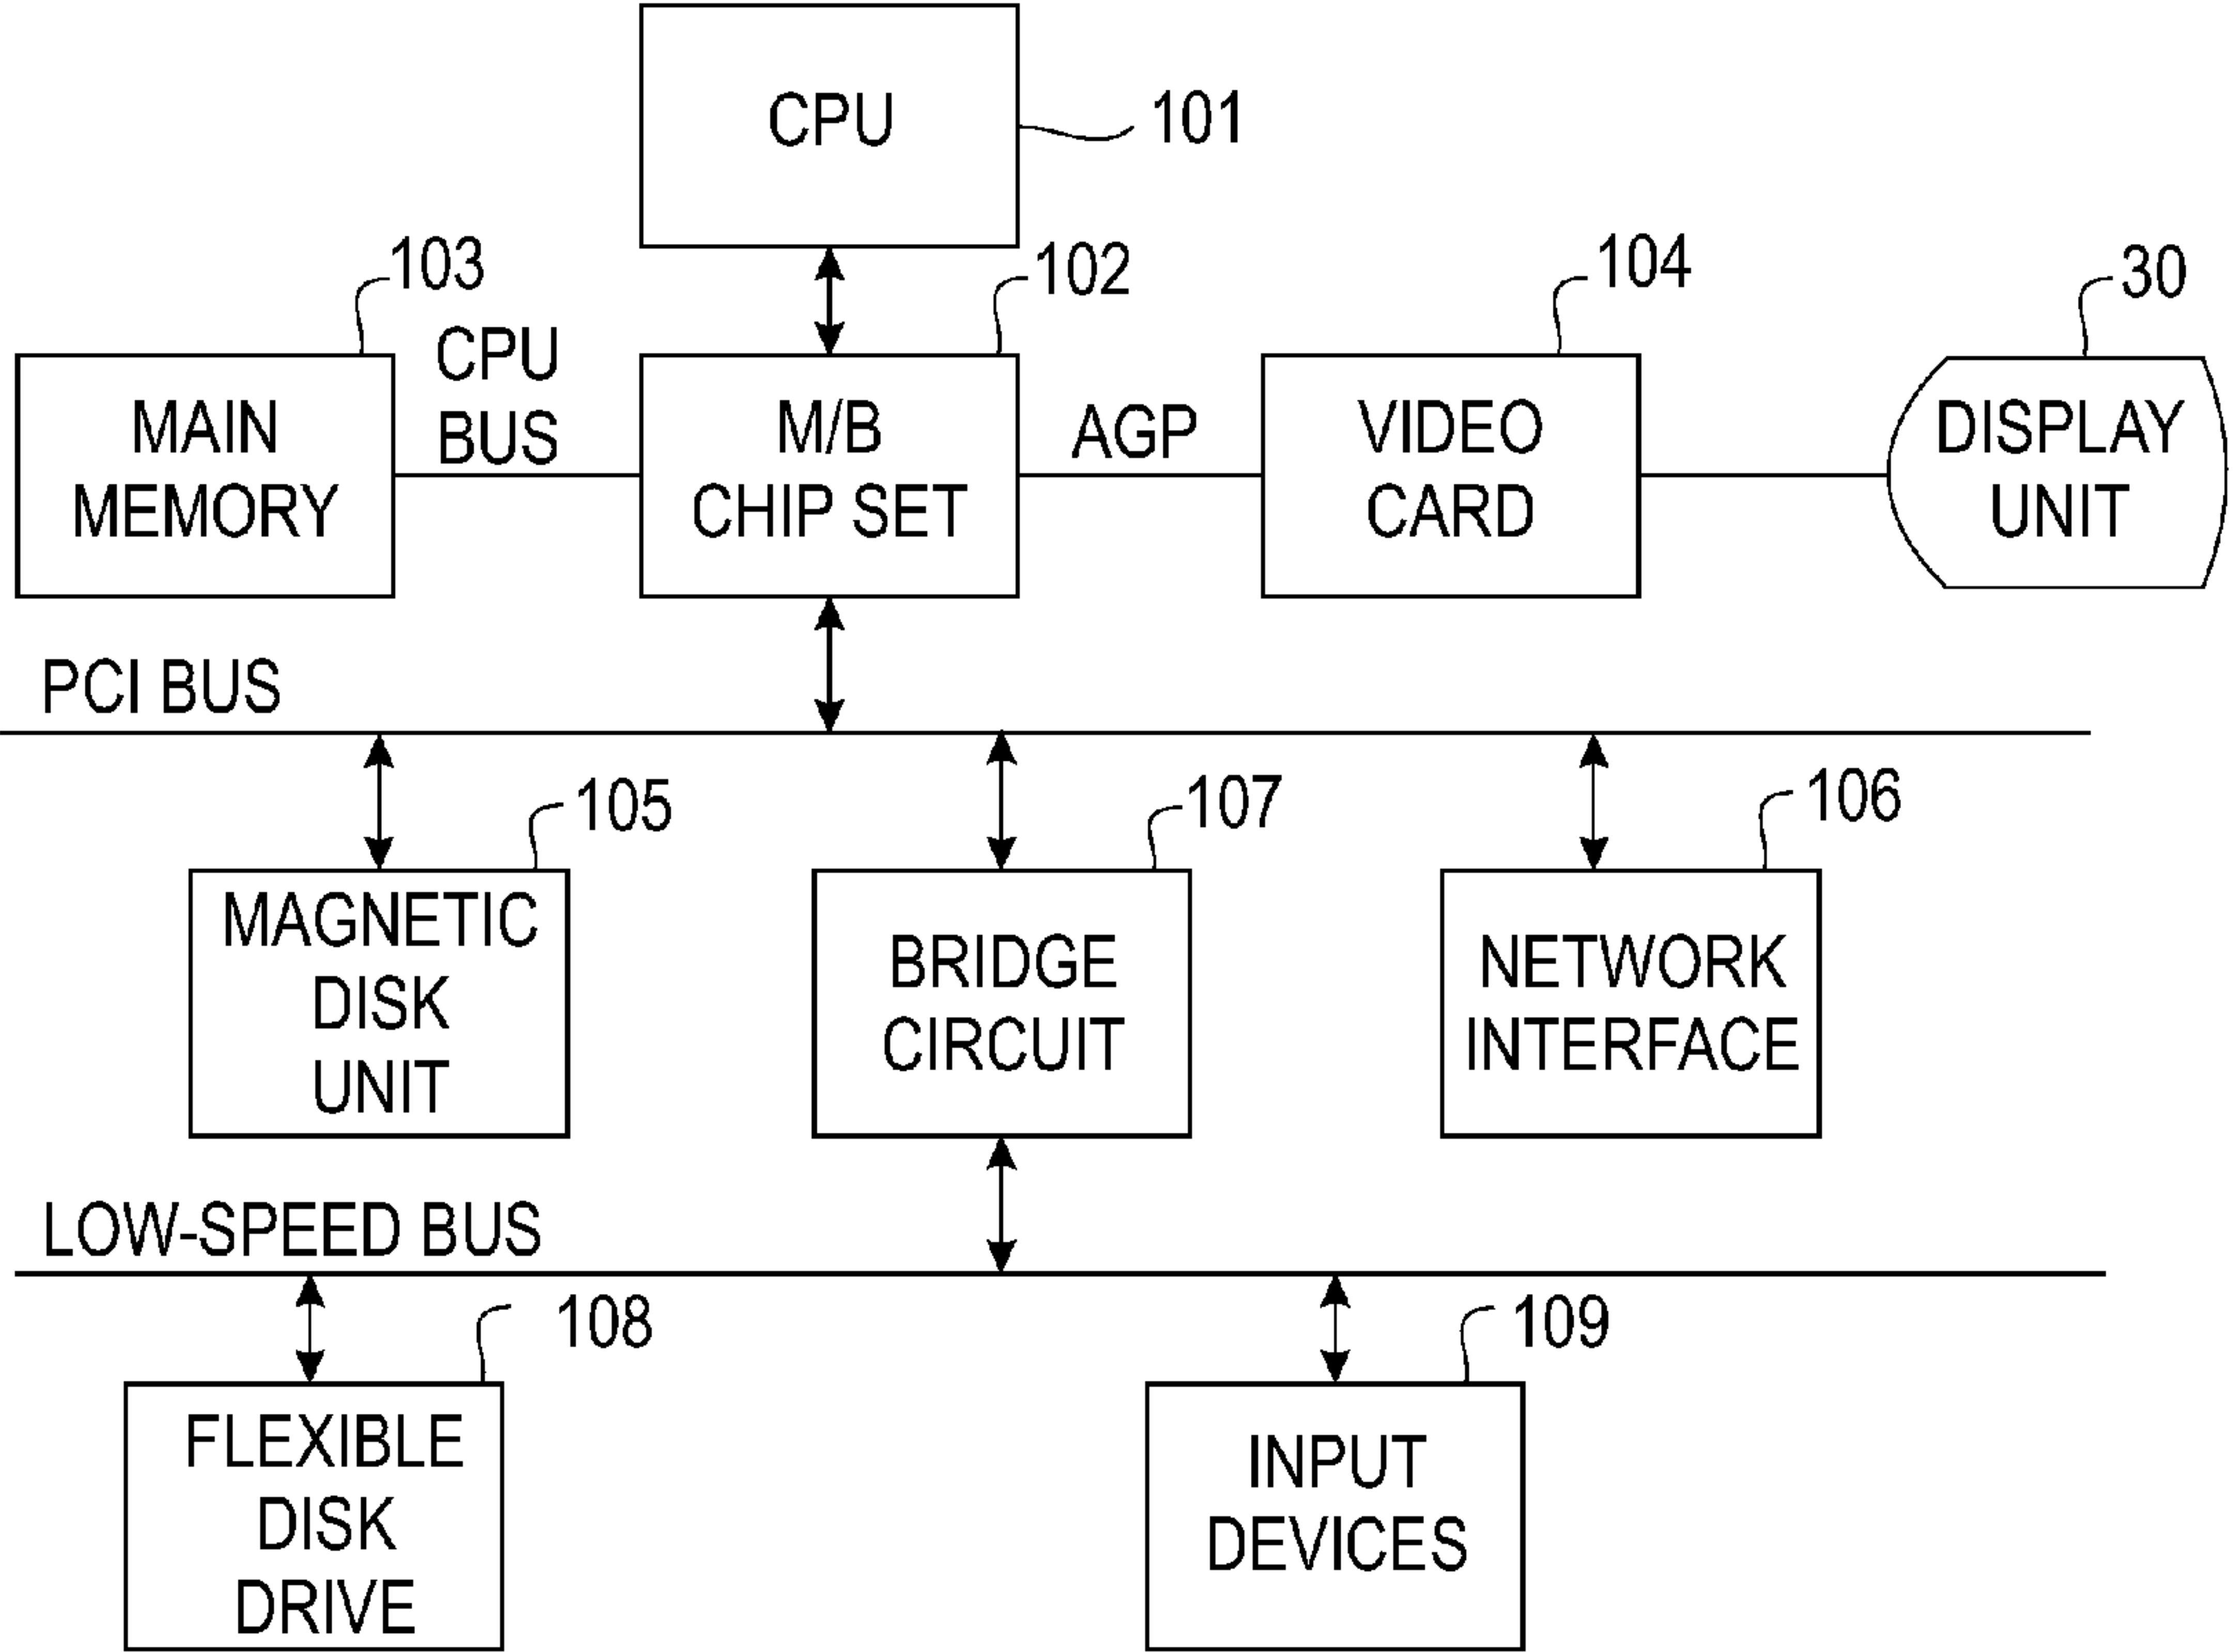 CPU
101
103
CPU
BUS
102
104
30
MAIN
MEMORY
M/B
CHIP SET
AGP
VIDEO
CARD
DISPLAY
UNIT
PCI BUS
105
107
106
MAGNETIC
DISK
UNIT
BRIDGE
CIRCUIT
NETWORK
INTERFACE
LOW-SPEED BUS
108
109
FLEXIBLE
DISK
DRIVE
INPUT
DEVICES